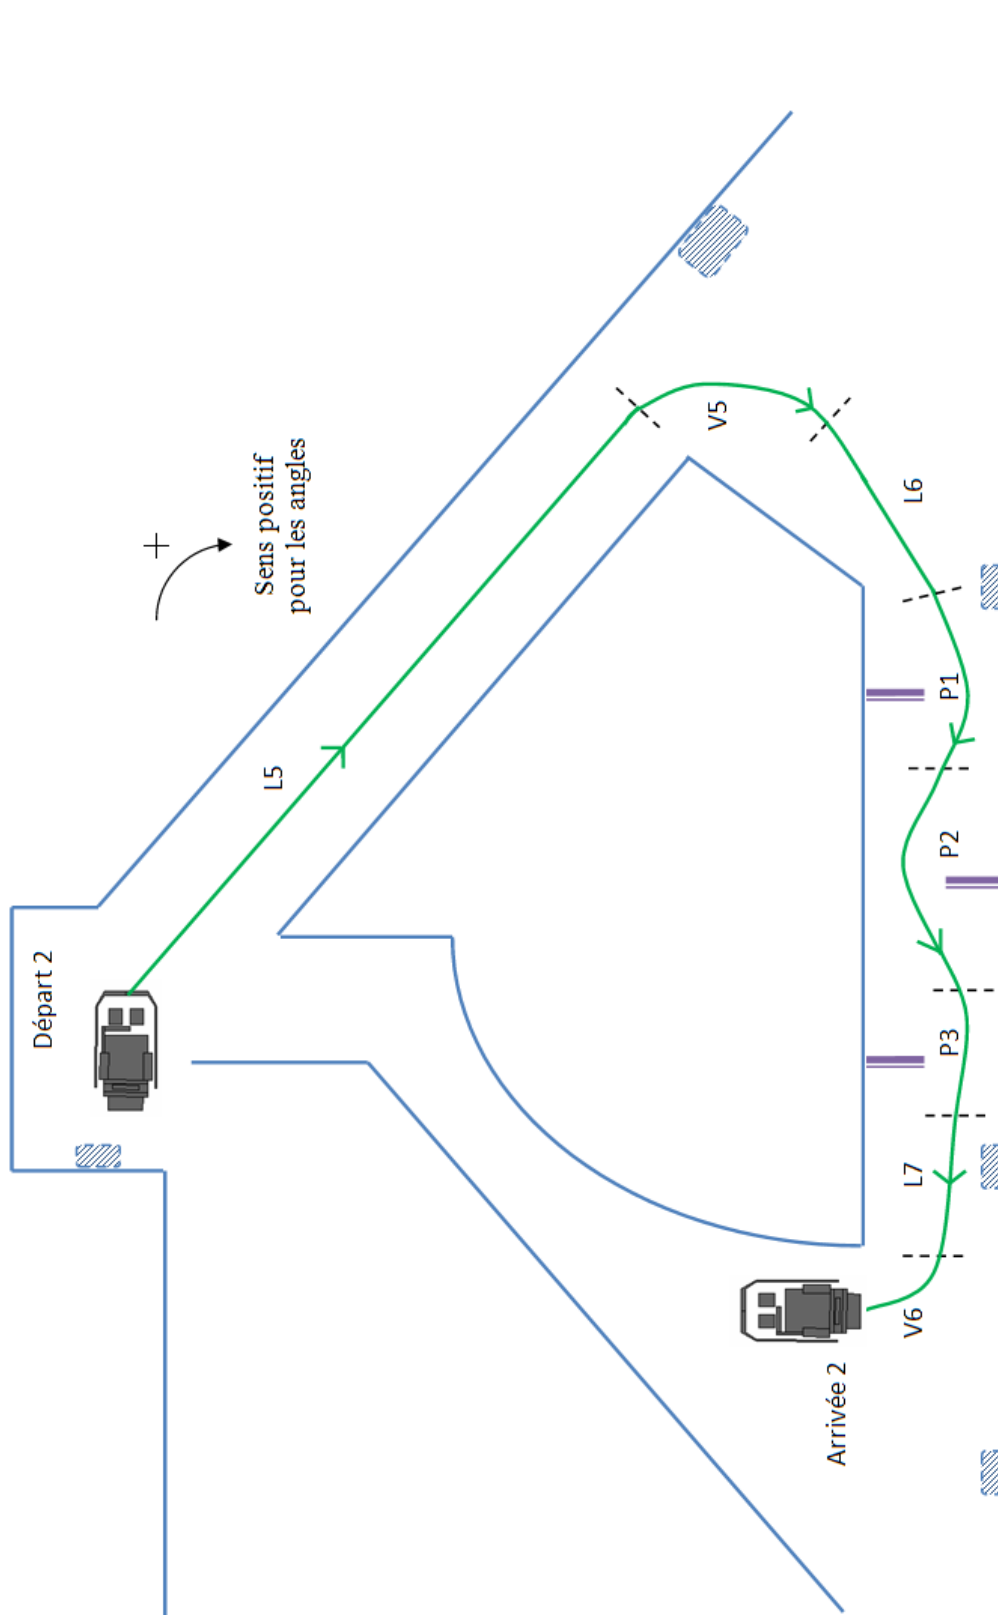 Départ 2
L5
+
Sens positif
pour les angles
V5
L6
P1
P2
P3
L7
V6
Arrivée 2